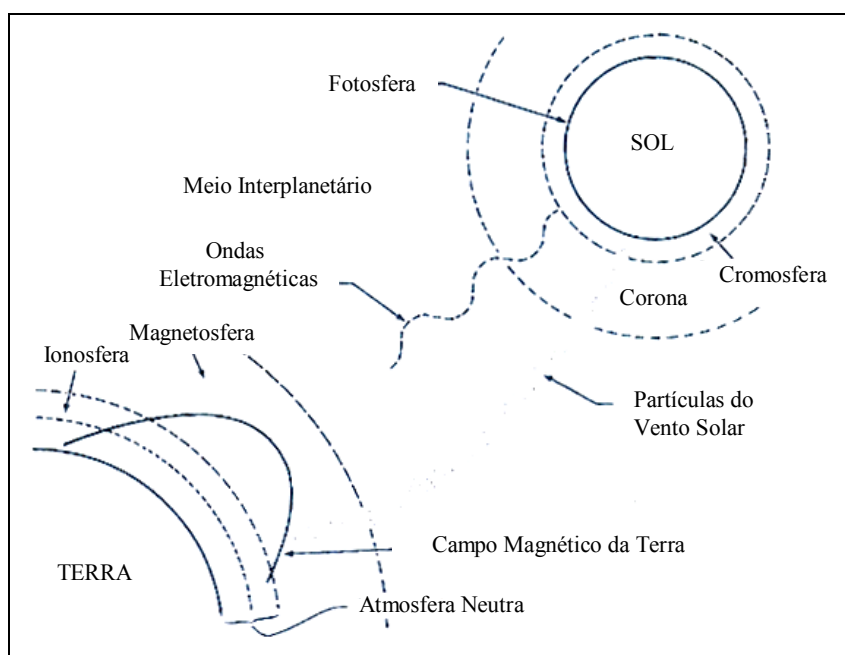 Fotosfera
SOL
Meio Interplanetário
Ondas
Eletromagnéticas
Cromosfera
Corona
Magnetosfera
Ionosfera
Partículas do
Vento Solar
Campo Magnético da Terra
TERRA
Atmosfera Neutra